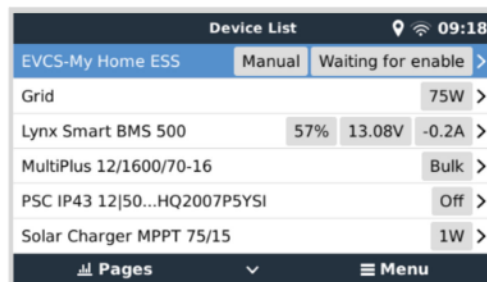 Device List 09:18
EVCS-My Home ESS Manual Waiting for enable
Grid 75W
Lynx Smart BMS 500 57% 13.08V -0.2A
MultiPlus 12/1600/70-16 Bulk
PSC IP43 12|50...HQ2007P5YSI Off
Solar Charger MPPT 75/15 1W
Pages Menu